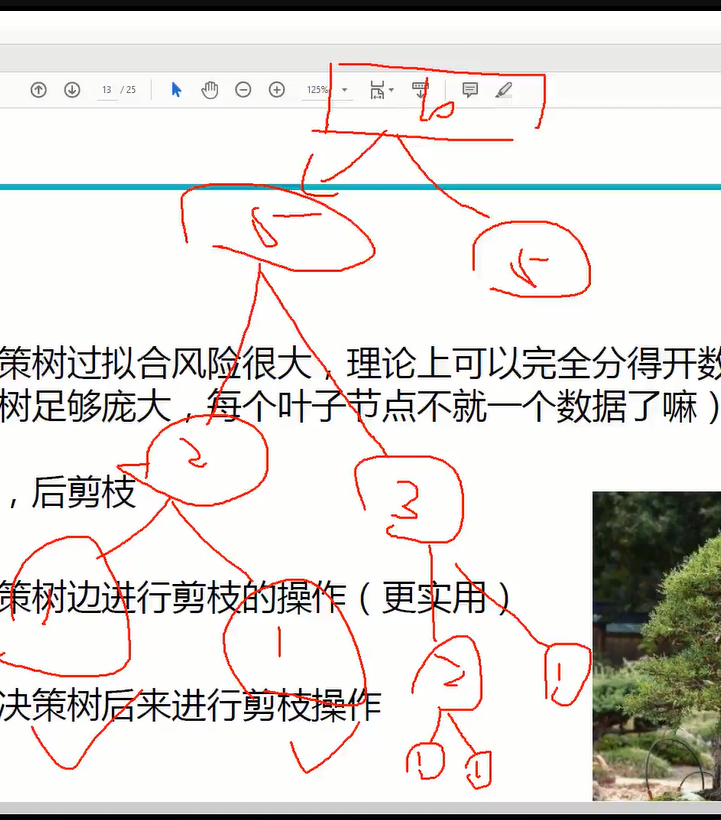 13 / 25 125%
b
5 5
策树过拟合风险很大，理论上可以完全分得开数
树足够庞大，每个叶子节点不就一个数据了嘛）
2
，后剪枝 3
策树边进行剪枝的操作（更实用）
1 1 2 1
决策树后来进行剪枝操作
1 1